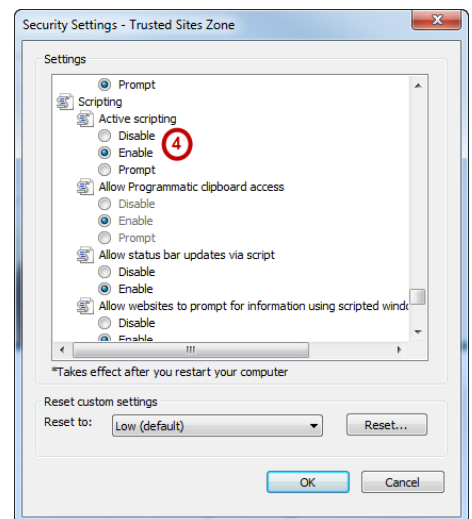 Security Settings - Trusted Sites Zone
X
Settings
Prompt
Scripting
Active scripting
Disable
4
Enable
Prompt
Allow Programmatic clipboard access
Disable
Enable
Prompt
Allow status bar updates via script
Disable
Enable
Allow websites to prompt for information using scripted windo
Disable
Enable
*Takes effect after you restart your computer
Reset custom settings
Reset to: Low (default) Reset...
OK Cancel